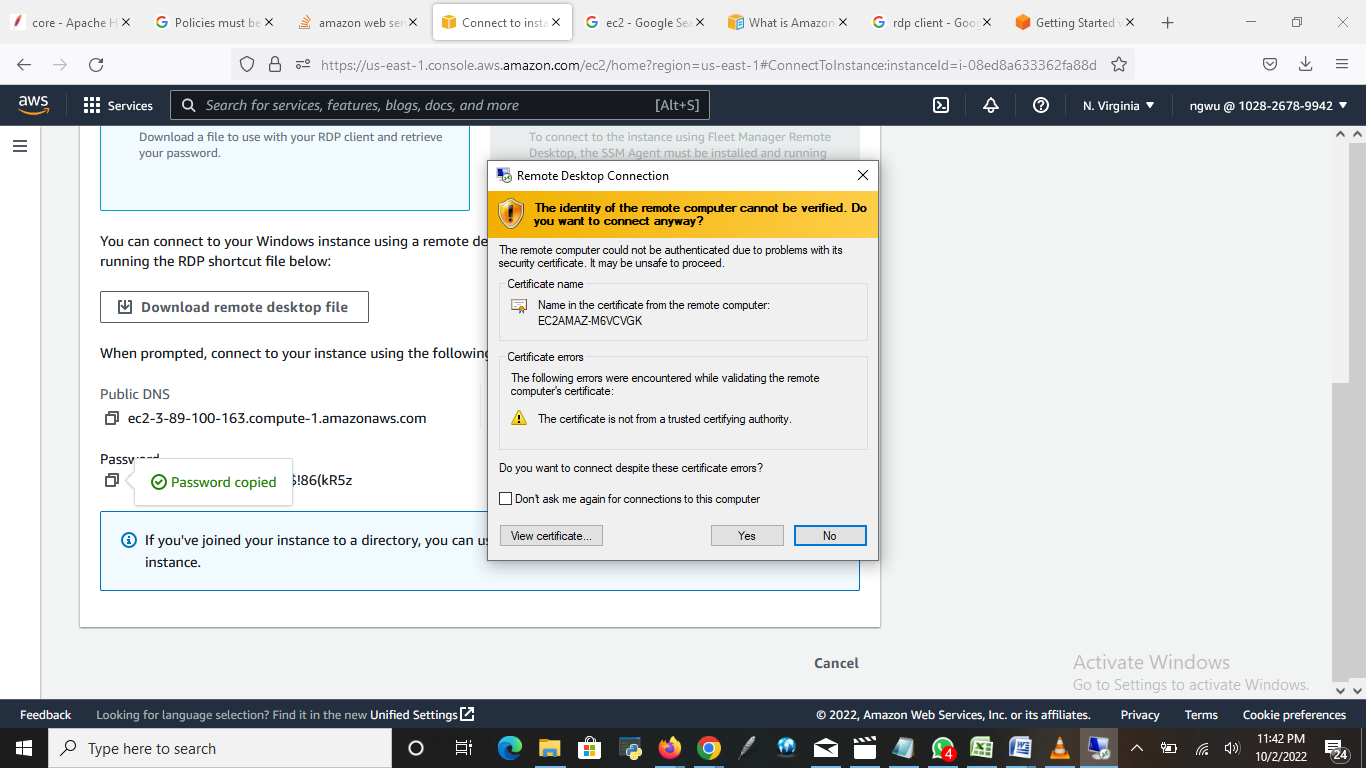 core - Apache H
Policies must be
amazon web ser
Connect to insta
ec2 - Google Sea
What is Amazon
rdp client - Goog
Getting Started w
https://us-east-1.console.aws.amazon.com/ec2/home?region=us-east-1#ConnectToInstance:instanceId=i-08ed8a633362fa88d
aws
Services
Search for services, features, blogs, docs, and more
[Alt+S]
N. Virginia
ngwu @ 1028-2678-9942
Download a file to use with your RDP client and retrieve
your password.
To connect to the instance using Fleet Manager Remote
Desktop, the SSM Agent must be installed and running
You can connect to your Windows instance using a remote de
running the RDP shortcut file below:
Download remote desktop file
When prompted, connect to your instance using the following
Public DNS
ec2-3-89-100-163.compute-1.amazonaws.com
Password
Password copied
!86(kR5z
If you've joined your instance to a directory, you can us
instance.
Remote Desktop Connection
The identity of the remote computer cannot be verified. Do
you want to connect anyway?
The remote computer could not be authenticated due to problems with its
security certificate. It may be unsafe to proceed.
Certificate name
Name in the certificate from the remote computer:
EC2AMAZ-M6VCVGK
Certificate errors
The following errors were encountered while validating the remote
computer's certificate:
The certificate is not from a trusted certifying authority.
Do you want to connect despite these certificate errors?
Don't ask me again for connections to this computer
View certificate...
Yes
No
Cancel
Activate Windows
Go to Settings to activate Windows.
Feedback
Looking for language selection? Find it in the new Unified Settings
© 2022, Amazon Web Services, Inc. or its affiliates.
Privacy
Terms
Cookie preferences
Type here to search
4
11:42 PM
10/2/2022
24